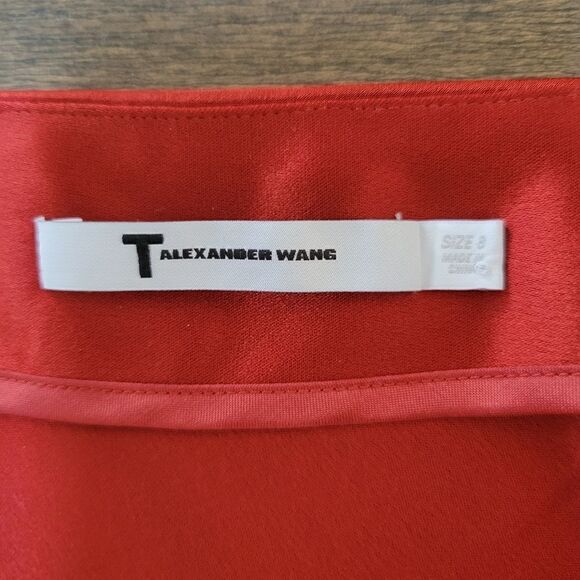 T ALEXANDER WANG
SIZE 8
MADE IN
CHINA